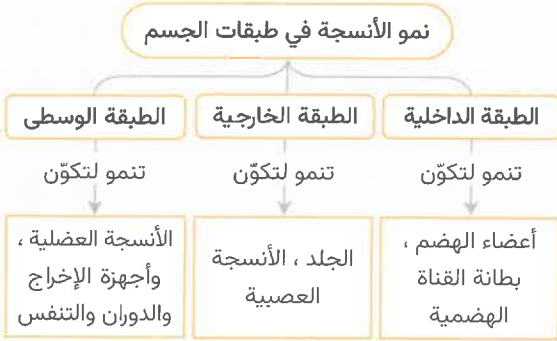 نمو الأنسجة في طبقات الجسم
الطبقة الداخلية
الطبقة الخارجية
الطبقة الوسطى
تنمو لتكوّن
تنمو لتكوّن
تنمو لتكوّن
أعضاء الهضم ،
بطانة القناة
الهضمية
الجلد ، الأنسجة
العصبية
الأنسجة العضلية ،
وأجهزة الإخراج
والدوران والتنفس